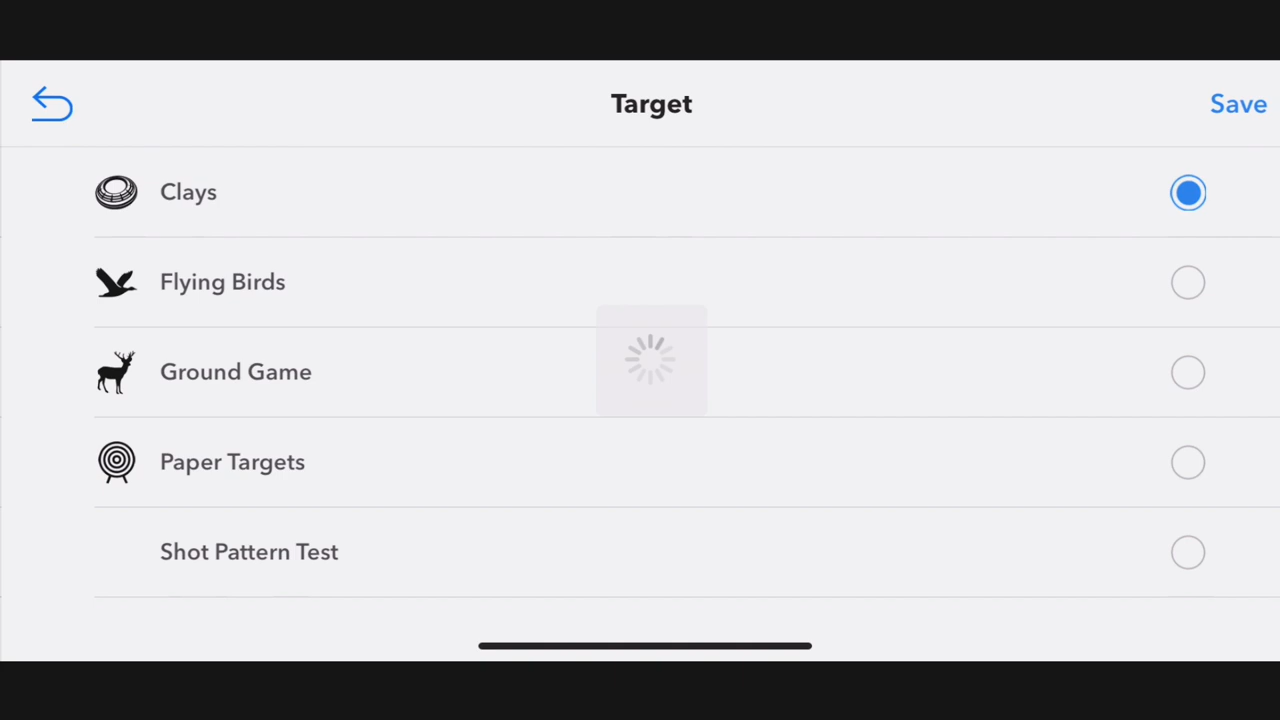 Target
Save
Clays
Flying Birds
Ground Game
Paper Targets
Shot Pattern Test